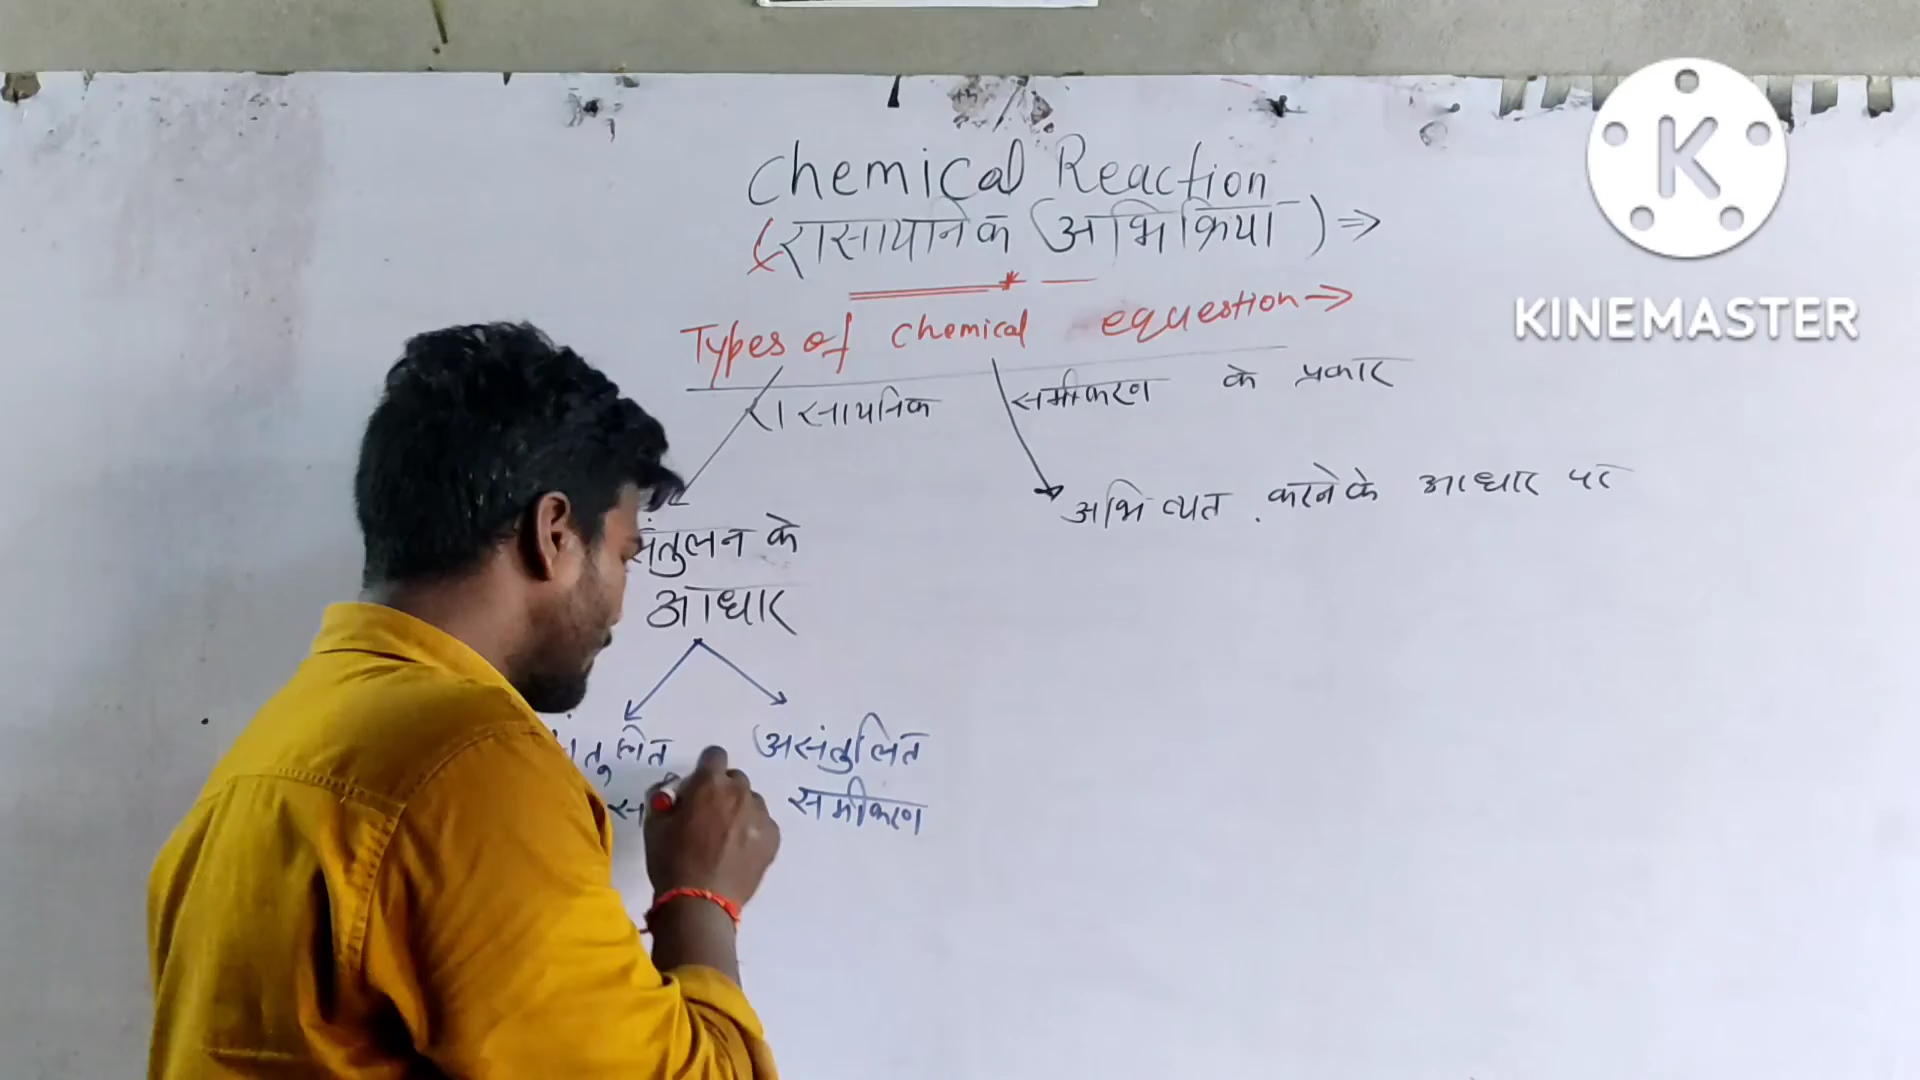 Chemical Reaction
(रासायनिक (अभिक्रिया) ⇒
Types of chemical equestion →
रासायनिक समीकरण के प्रकार
अभिव्यत करने के आधार पर
संतुलन के
आधार
असंतुलित
समीकरण
KINEMASTER